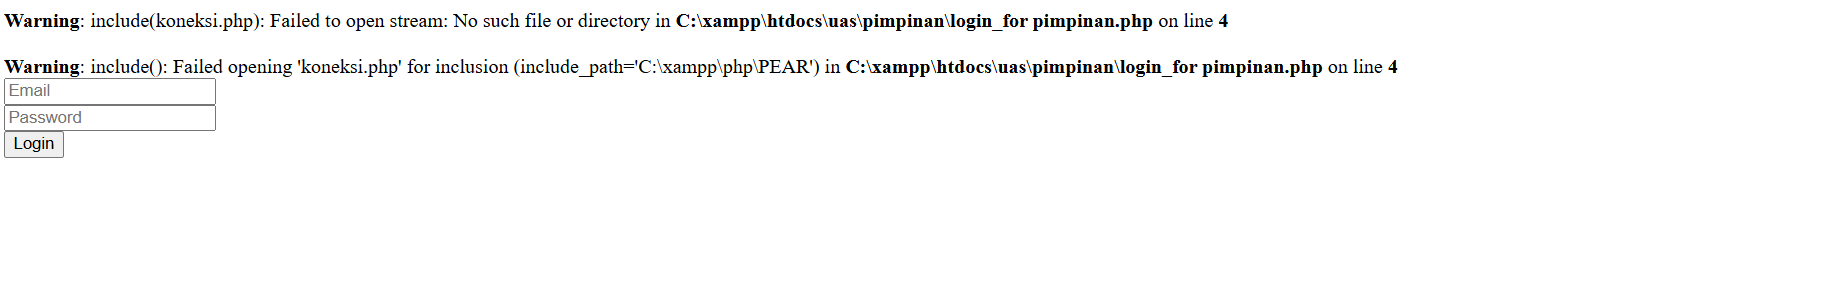 Warning: include(koneksi.php): Failed to open stream: No such file or directory in C:\xampp\htdocs\uas\pimpinan\login_for pimpinan.php on line 4
Warning: include(): Failed opening 'koneksi.php' for inclusion (include_path='C:\xampp\php\PEAR') in C:\xampp\htdocs\uas\pimpinan\login_for pimpinan.php on line 4
Email
Password
Login